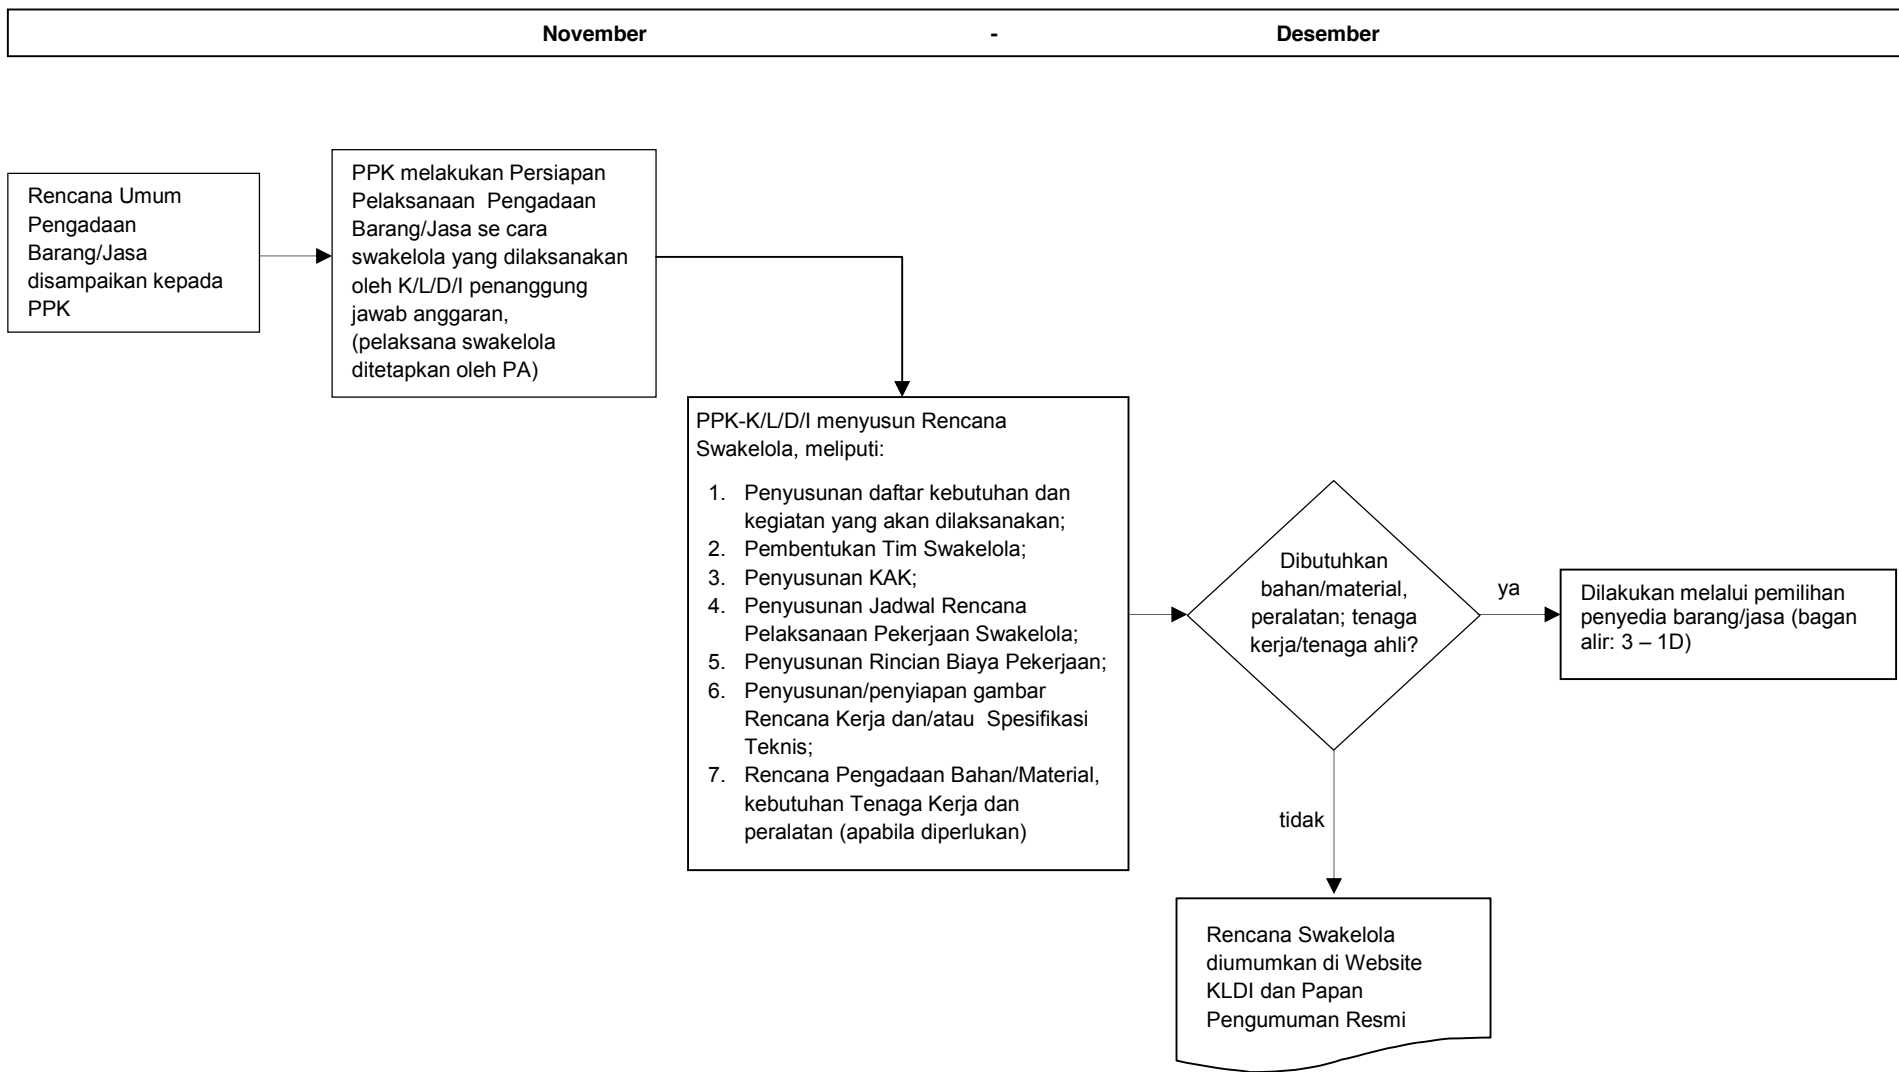 November - Desember
Rencana Umum
Pengadaan
Barang/Jasa
disampaikan kepada
PPK
PPK melakukan Persiapan
Pelaksanaan Pengadaan
Barang/Jasa se cara
swakelola yang dilaksanakan
oleh K/L/D/I penanggung
jawab anggaran,
(pelaksana swakelola
ditetapkan oleh PA)
PPK-K/L/D/I menyusun Rencana
Swakelola, meliputi:
1. Penyusunan daftar kebutuhan dan
kegiatan yang akan dilaksanakan;
2. Pembentukan Tim Swakelola;
3. Penyusunan KAK;
4. Penyusunan Jadwal Rencana
Pelaksanaan Pekerjaan Swakelola;
5. Penyusunan Rincian Biaya Pekerjaan;
6. Penyusunan/penyiapan gambar
Rencana Kerja dan/atau Spesifikasi
Teknis;
7. Rencana Pengadaan Bahan/Material,
kebutuhan Tenaga Kerja dan
peralatan (apabila diperlukan)
Dibutuhkan
bahan/material,
peralatan; tenaga
kerja/tenaga ahli?
ya
Dilakukan melalui pemilihan
penyedia barang/jasa (bagan
alir: 3 – 1D)
tidak
Rencana Swakelola
diumumkan di Website
KLDI dan Papan
Pengumuman Resmi